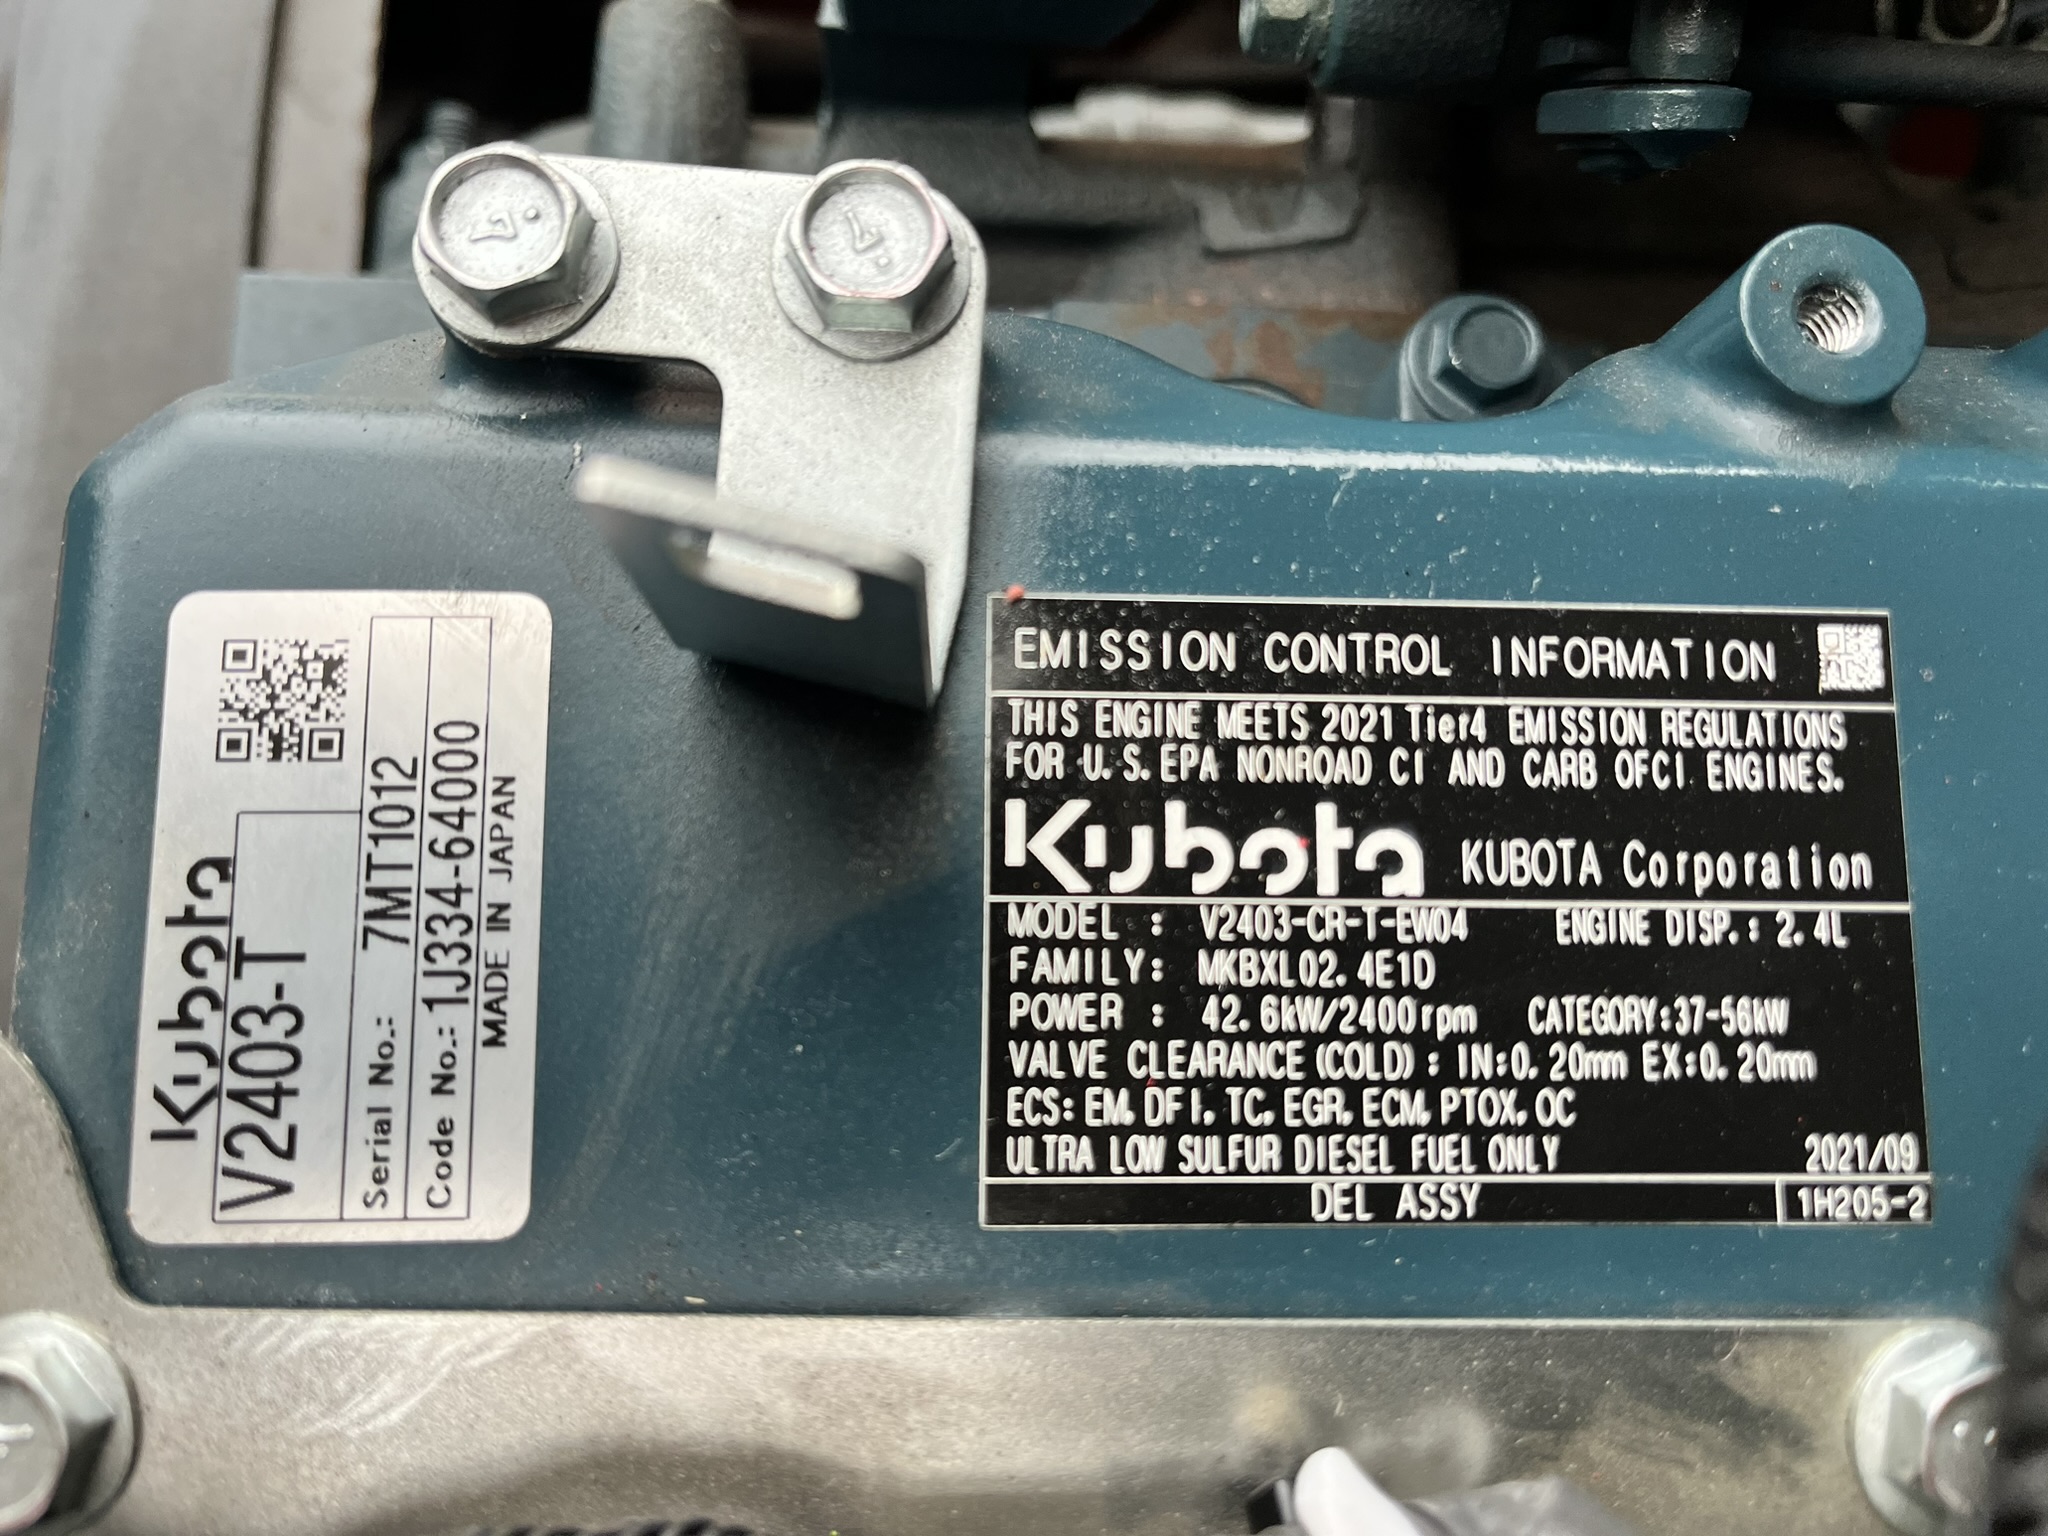 Kubota
V2403-T
Serial No.: 7MT1012
Code No.: 1J334-64000
MADE IN JAPAN
EMISSION CONTROL INFORMATION
THIS ENGINE MEETS 2021 Tier4 EMISSION REGULATIONS
FOR U.S. EPA NONROAD CI AND CARB OFCI ENGINES.
Kubota KUBOTA Corporation
MODEL : V2403-CR-T-EW04 ENGINE DISP.: 2.4L
FAMILY: MKBXL02.4E1D
POWER : 42.6kW/2400rpm CATEGORY:37-56kW
VALVE CLEARANCE (COLD) : IN:0.20mm EX:0.20mm
ECS: EM, DFI, TC, EGR, ECM, PTOX, OC
ULTRA LOW SULFUR DIESEL FUEL ONLY 2021/09
DEL ASSY 1H205-2